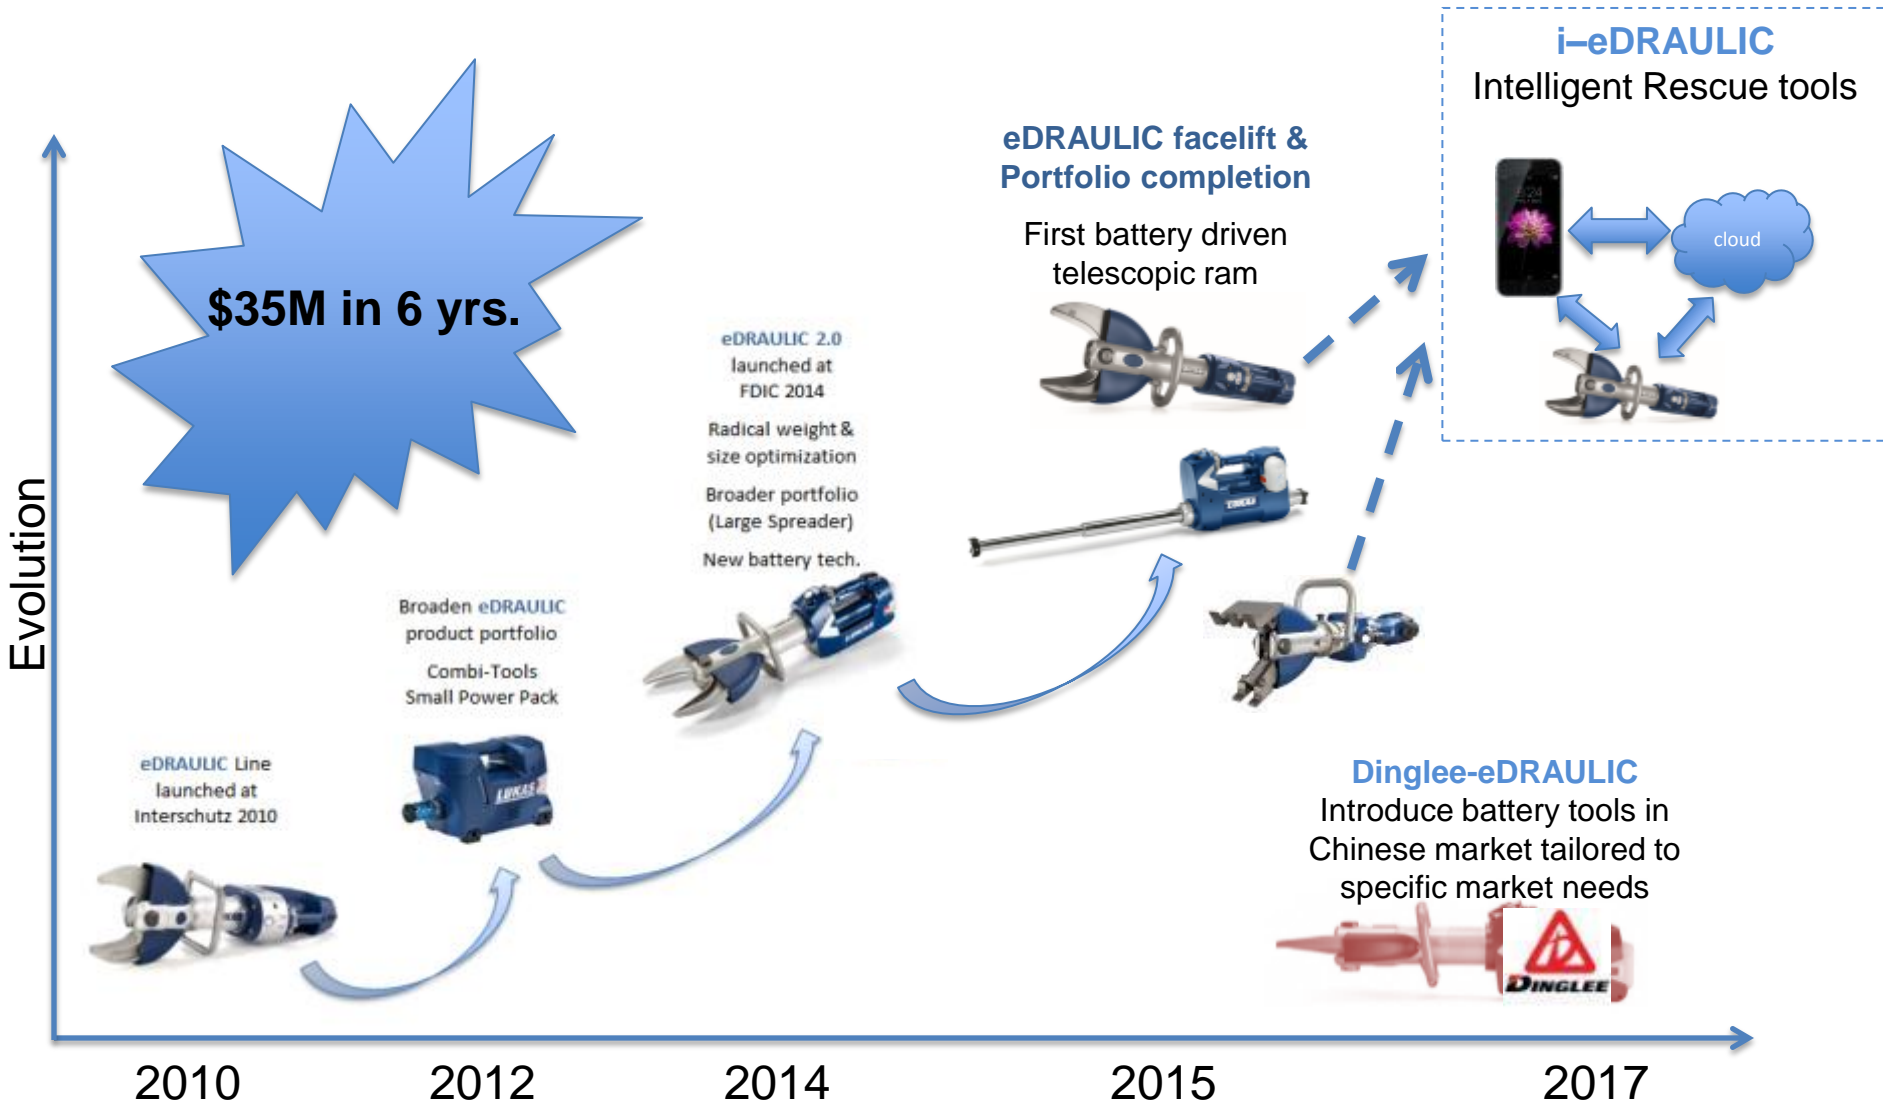 i–eDRAULIC
Intelligent Rescue tools
cloud
eDRAULIC facelift &
Portfolio completion
First battery driven
telescopic ram
$35M in 6 yrs.
eDRAULIC 2.0
launched at
FDIC 2014
Radical weight &
size optimization
Broader portfolio
(Large Spreader)
New battery tech.
Broaden eDRAULIC
product portfolio
Combi-Tools
Small Power Pack
LUKAS
eDRAULIC Line
launched at
Interschutz 2010
Dinglee-eDRAULIC
Introduce battery tools in
Chinese market tailored to
specific market needs
DINGLEE
Evolution
2010
2012
2014
2015
2017